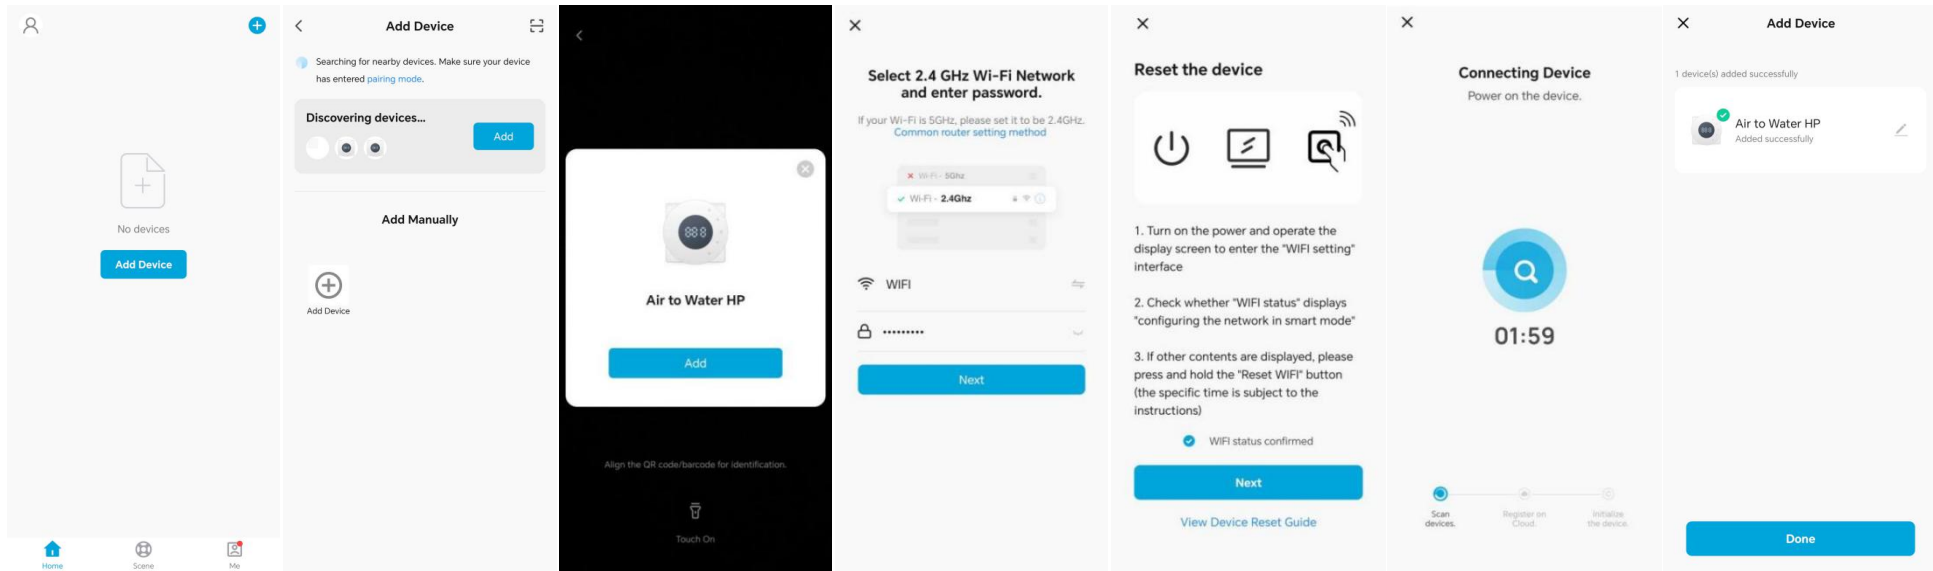 No devices
Add Device
Home
Scene
Me
Add Device
Searching for nearby devices. Make sure your device
has entered pairing mode.
Discovering devices...
Add
Add Manually
Add Device
888
Air to Water HP
Add
Align the QR code/barcode for identification.
Touch On
Select 2.4 GHz Wi-Fi Network
and enter password.
If your Wi-Fi is 5GHz, please set it to be 2.4GHz.
Common router setting method
Wi-Fi - 5Ghz
Wi-Fi - 2.4Ghz
WIFI
•••••••••
Next
Reset the device
1. Turn on the power and operate the
display screen to enter the "WIFI setting"
interface
2. Check whether "WIFI status" displays
"configuring the network in smart mode"
3. If other contents are displayed, please
press and hold the "Reset WIFI" button
(the specific time is subject to the
instructions)
WIFI status confirmed
Next
View Device Reset Guide
Connecting Device
Power on the device.
01:59
Scan
devices.
Register on
Cloud.
Initialize
the device.
Add Device
1 device(s) added successfully
Air to Water HP
Added successfully
Done